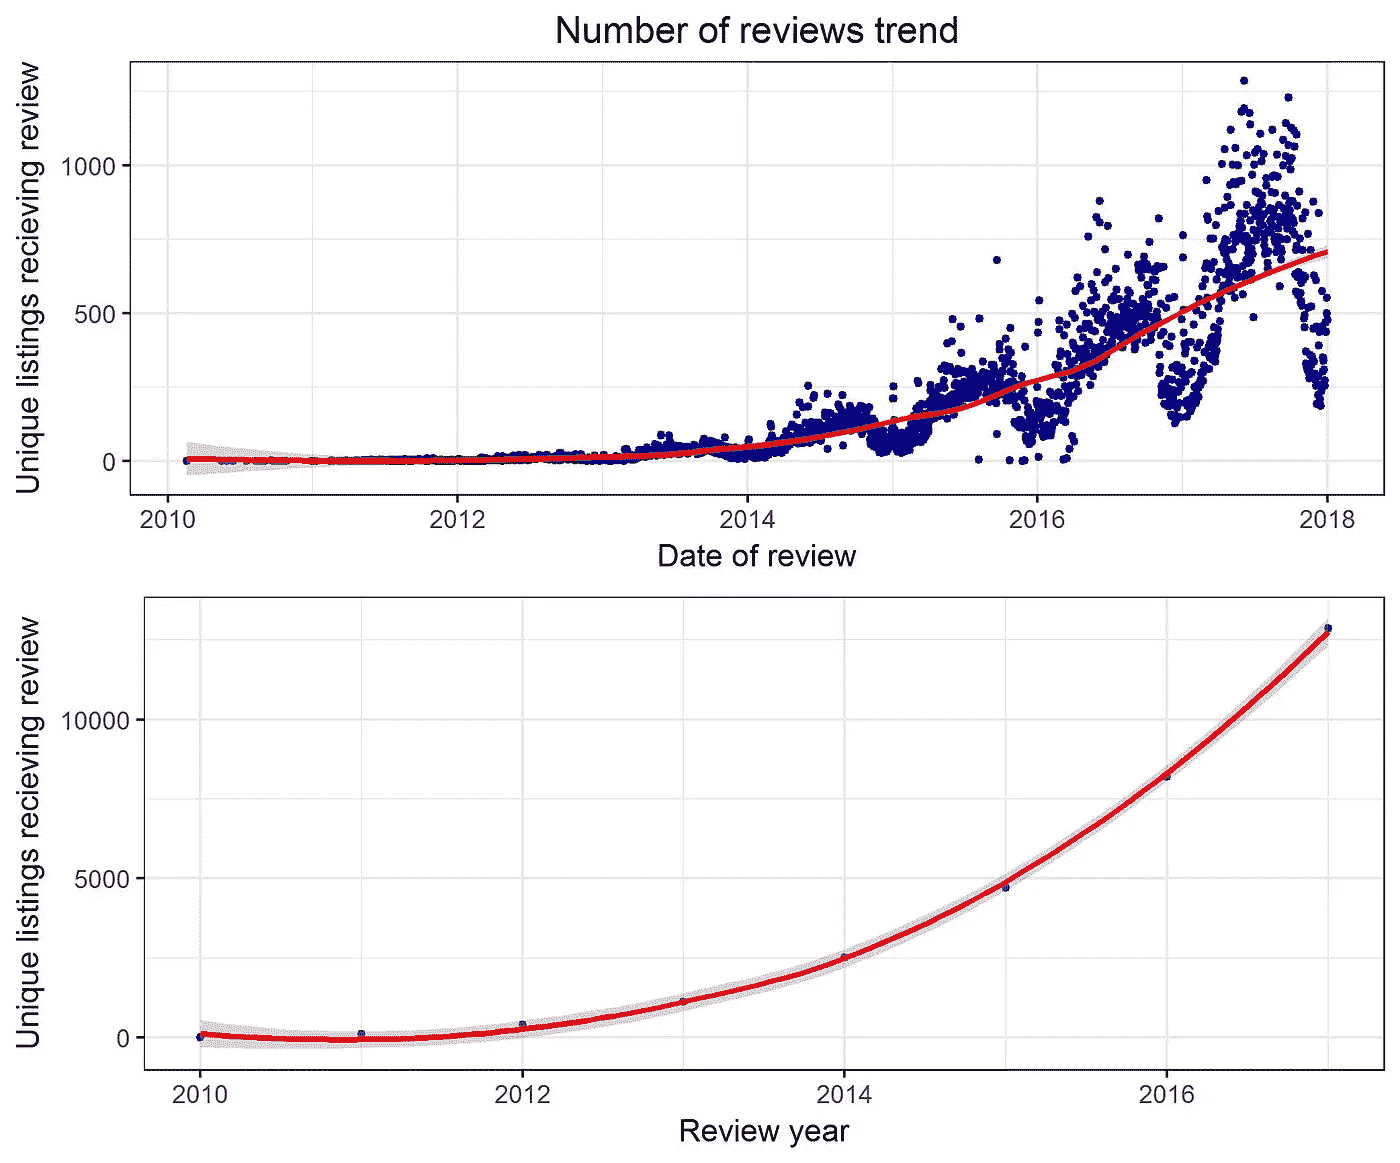 Number of reviews trend
Unique listings recieving review
1000
500
0
2010 2012 2014 2016 2018
Date of review
Unique listings recieving review
10000
5000
0
2010 2012 2014 2016
Review year